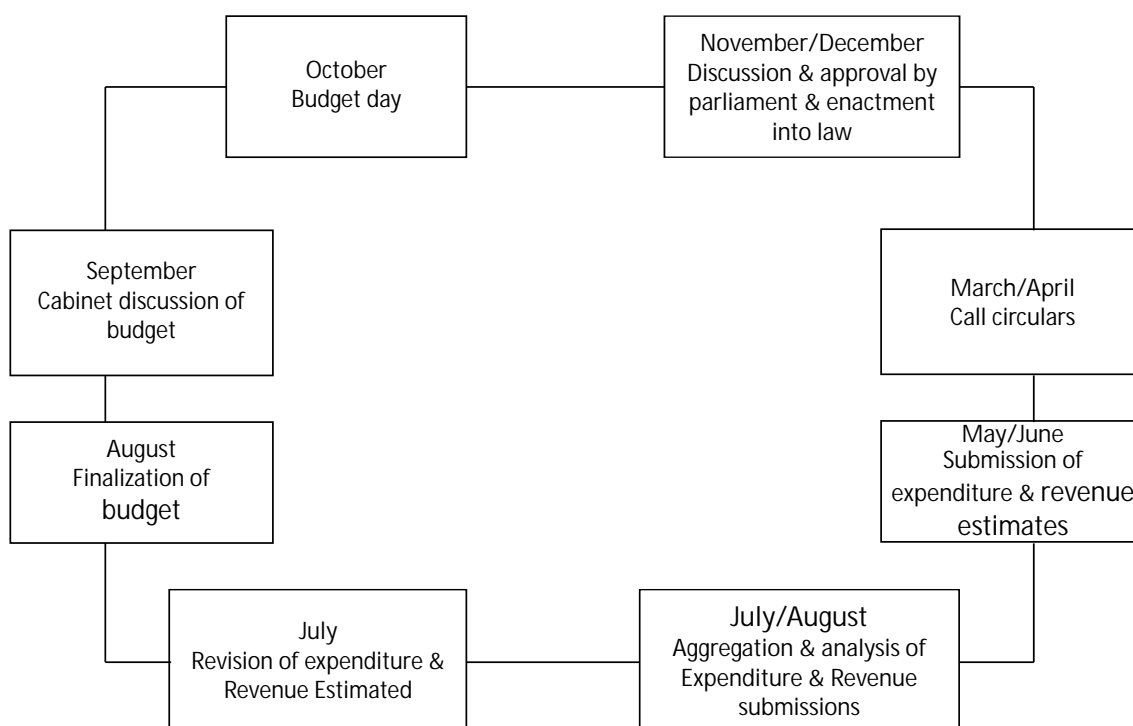 October
Budget day
November/December
Discussion & approval by
parliament & enactment
into law
September
Cabinet discussion of
budget
March/April
Call circulars
August
Finalization of
budget
May/June
Submission of
expenditure & revenue
estimates
July
Revision of expenditure &
Revenue Estimated
July/August
Aggregation & analysis of
Expenditure & Revenue
submissions